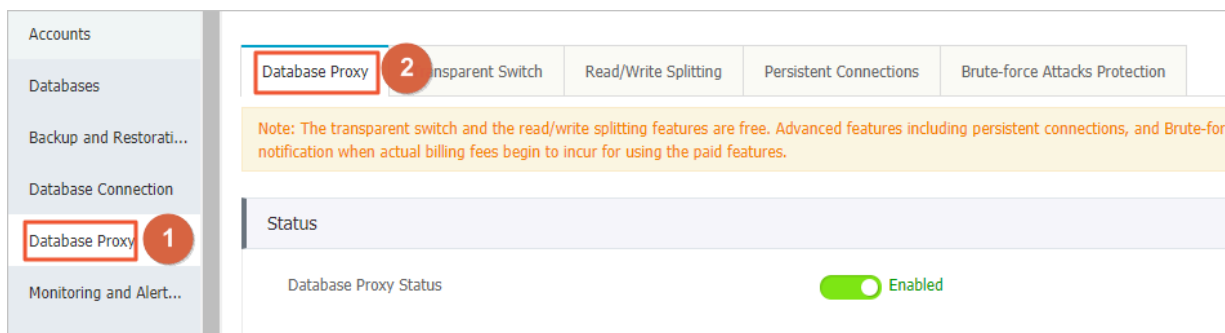 Accounts
Databases
Backup and Restorati...
Database Connection
Database Proxy 1
Monitoring and Alert...
Database Proxy 2 nsparent Switch Read/Write Splitting Persistent Connections Brute-force Attacks Protection
Note: The transparent switch and the read/write splitting features are free. Advanced features including persistent connections, and Brute-for
notification when actual billing fees begin to incur for using the paid features.
Status
Database Proxy Status Enabled